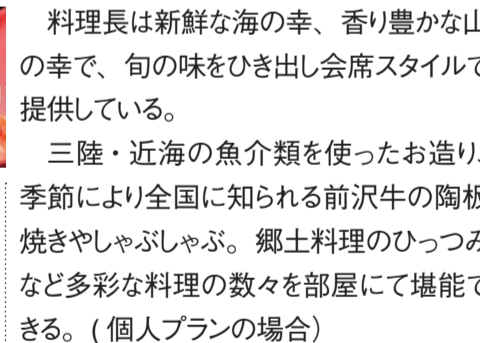 料理長は新鮮な海の幸、香り豊かな山
の幸で、旬の味をひき出し会席スタイルで
提供している。
三陸・近海の魚介類を使ったお造り、
季節により全国に知られる前沢牛の陶板
焼きやしゃぶしゃぶ。郷土料理のひっつみ
など多彩な料理の数々を部屋にて堪能で
きる。(個人プランの場合)